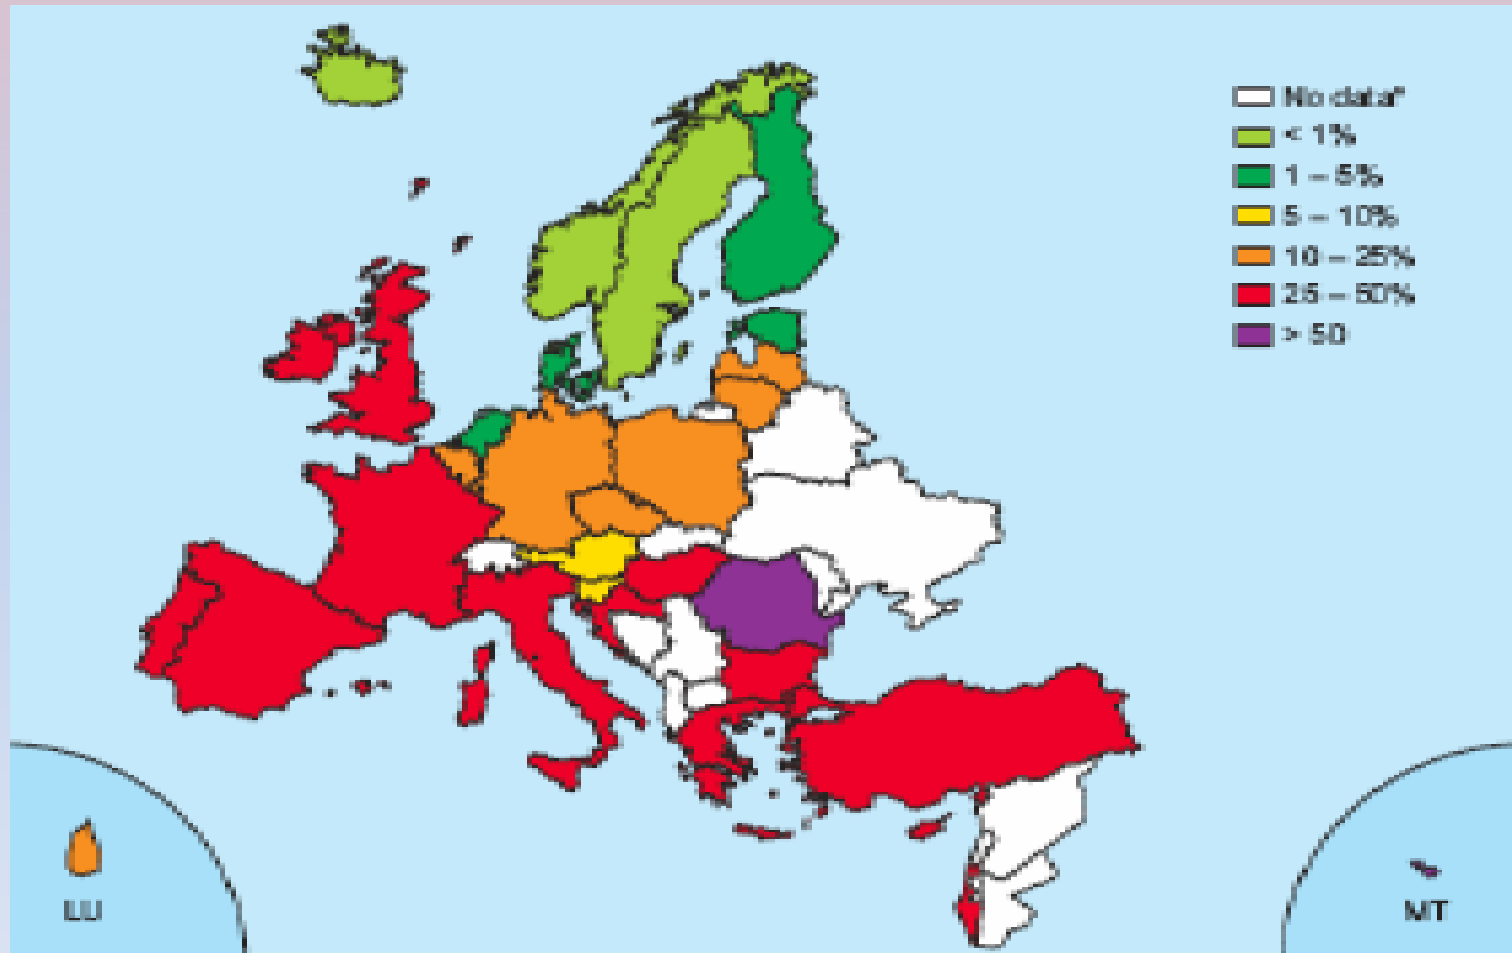 No data*
< 1%
1 – 5%
5 – 10%
10 – 25%
25 – 50%
> 50
LU
MT